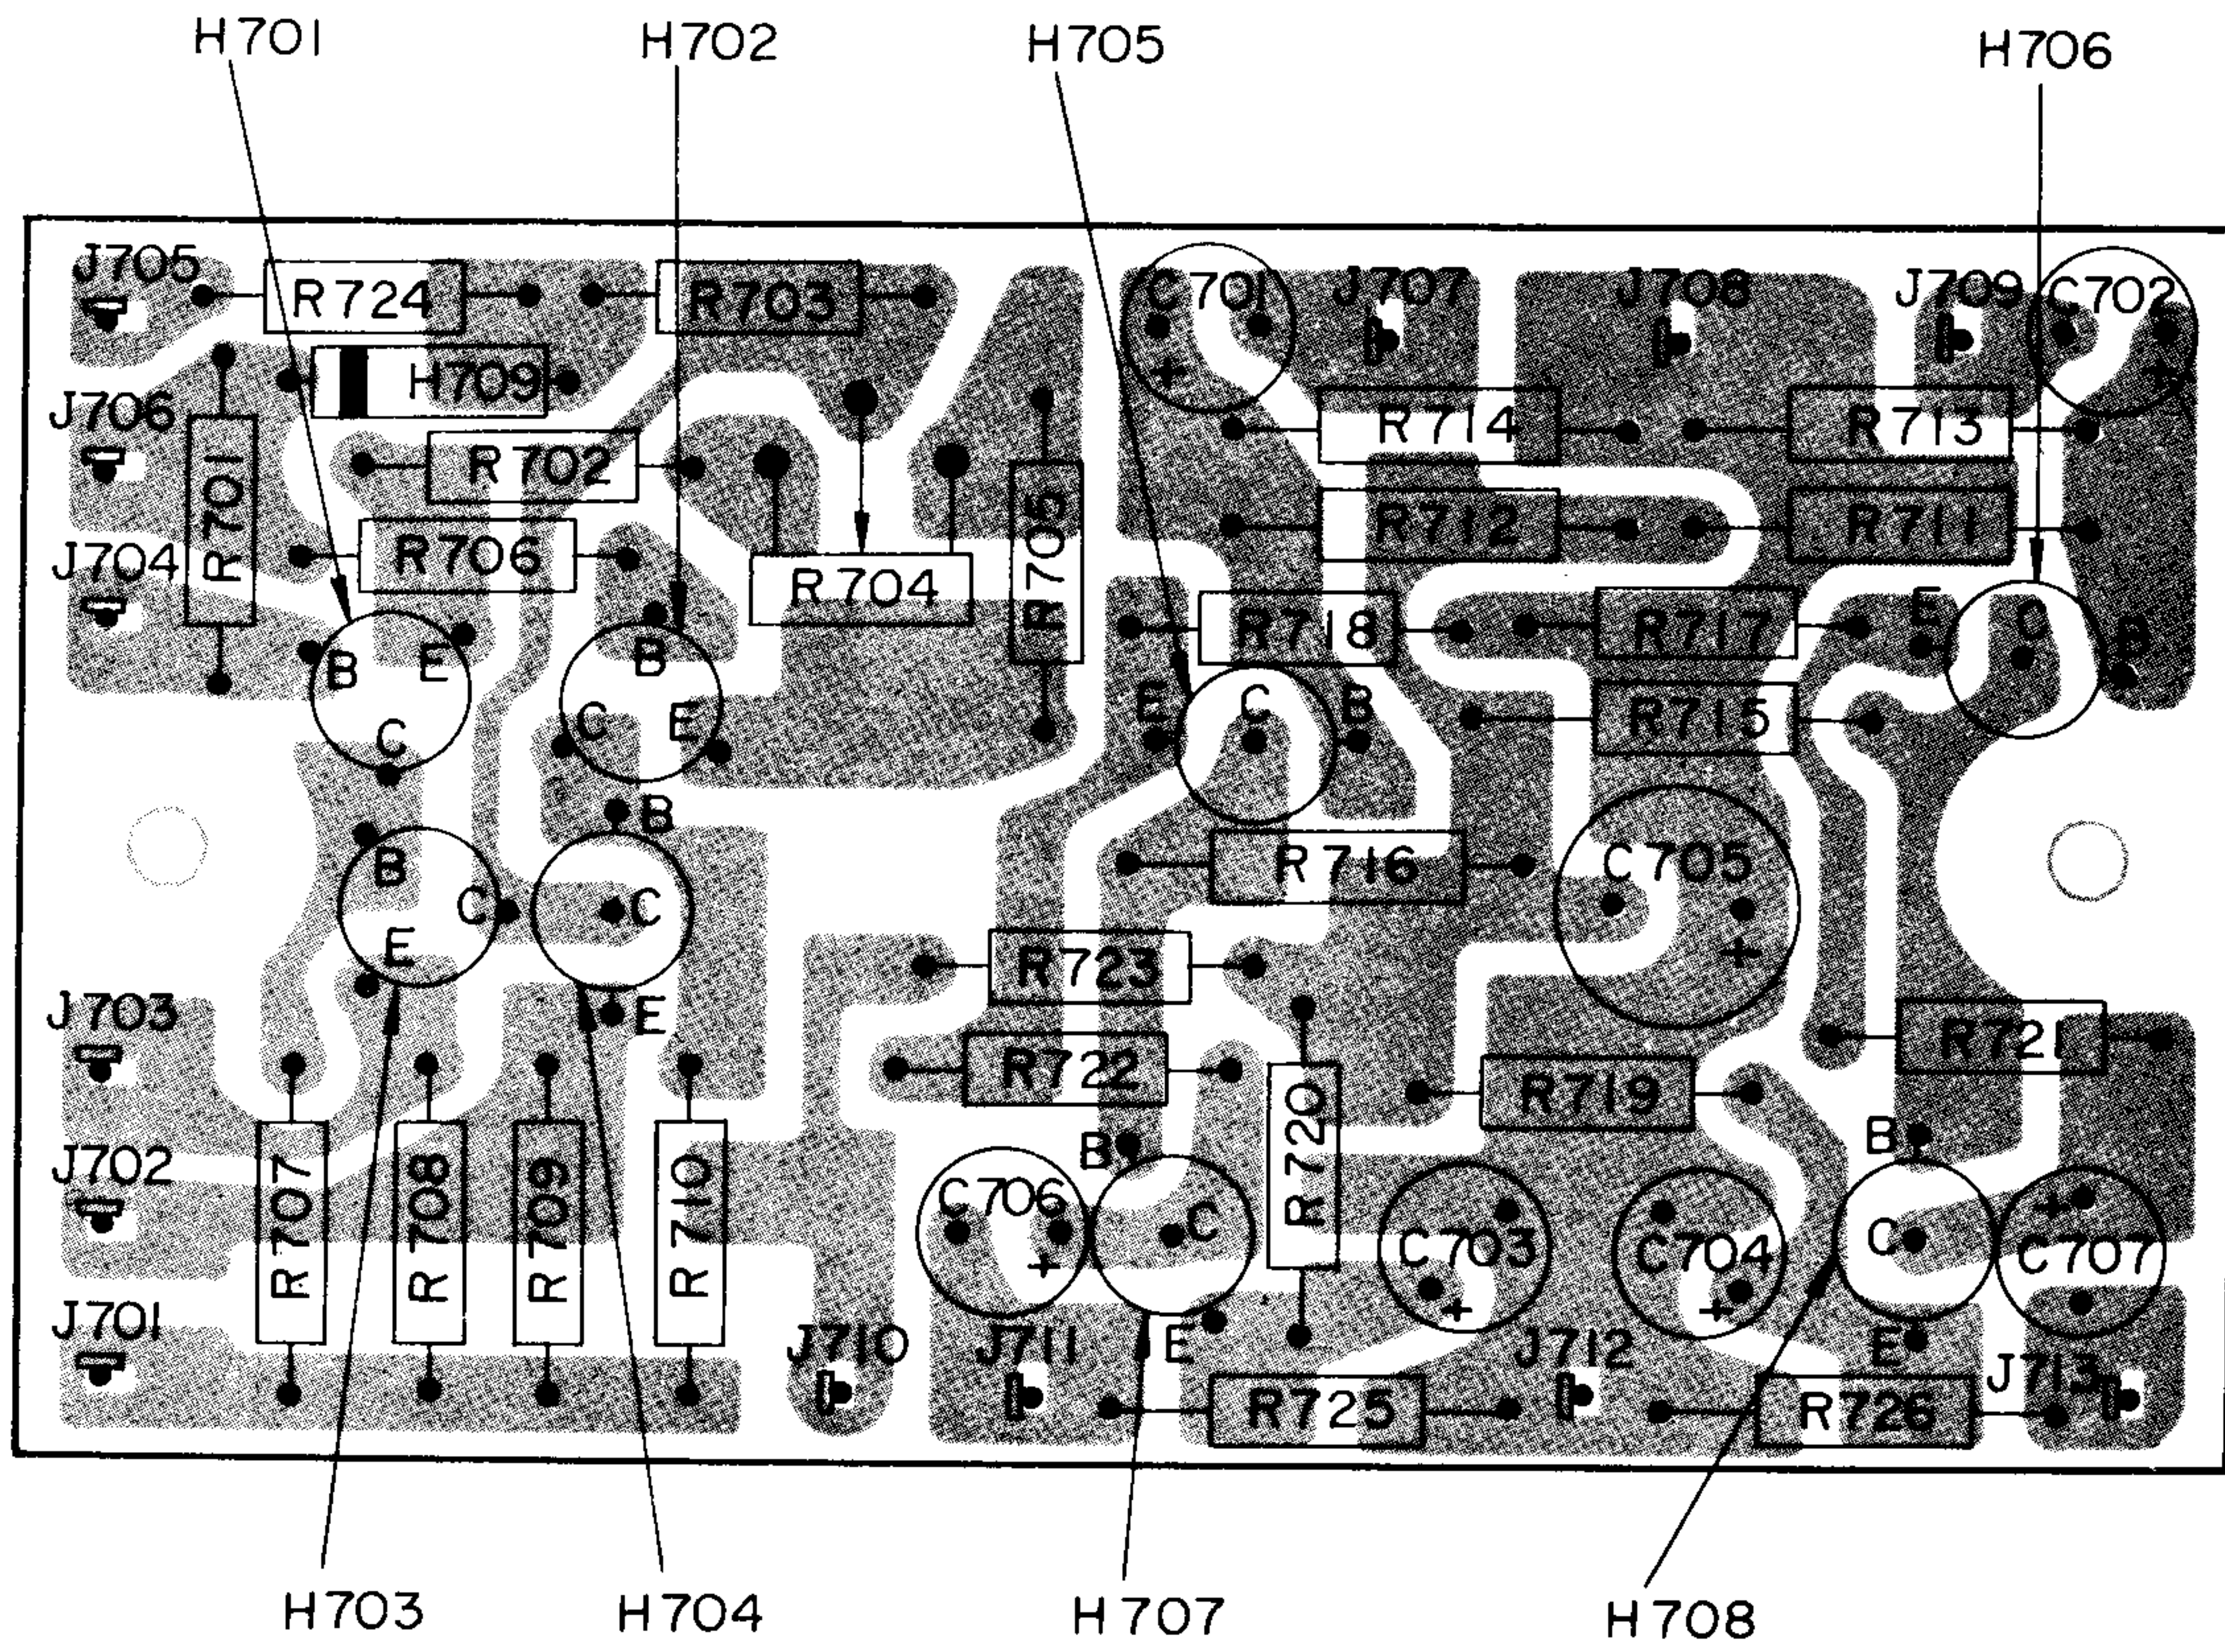 H701 H702 H705 H706
J705 R724 R703 C701 J707 J708 J709 C702
+ +
H709
J706 R702 R714 R713
R701 R705 R712 R711
J704 R706 R704
R718 R717 E C B
B E B
C C E E C B R715
B
B C C R716 C705
E +
R723
J703 E R721
R722 R719
B B
J702 R707 R708 R709 R710 C706 C R720 C703 C704 C + C707
+ + +
J701 J710 J711 E J712 E J713
R725 R726
H703 H704 H707 H708